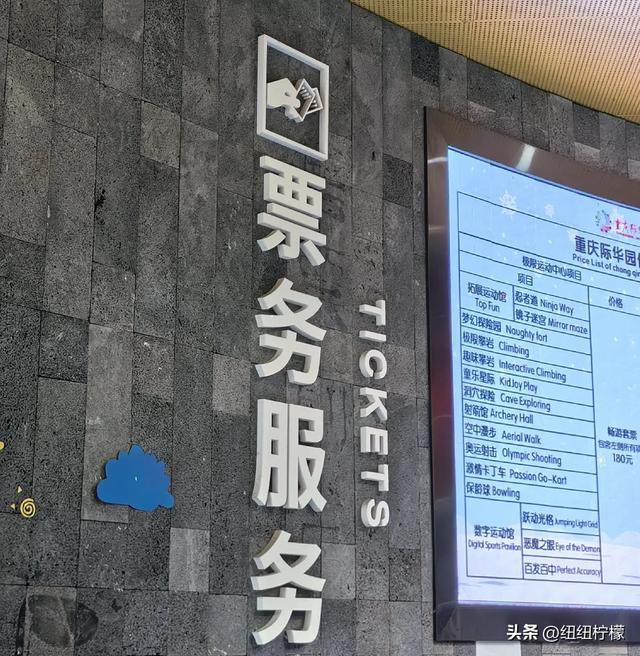 票务服务
TICKETS
重庆际华园
Price List of chong
极限运动中心项目
项目
价格
拓展运动馆
Top Fun
忍者道 Ninja Way
镜子迷宫 Mirror maze
梦幻探险园 Naughty fort
极限攀岩 Climbing
趣味攀岩 Interactive Climbing
童乐星际 KidJoy Play
洞穴探险 Cave Exploring
射箭馆 Archery Hall
空中漫步 Aerial Walk
奥运射击 Olympic Shooting
激情卡丁车 Passion Go-Kart
保龄球 Bowling
畅游套票
包含左侧所有项
180元
数字运动馆
Digital Sports Pavilion
跃动光格 Jumping Light Grid
恶魔之眼 Eye of the Demon
百发百中 Perfect Accuracy
头条 @纽纽柠檬